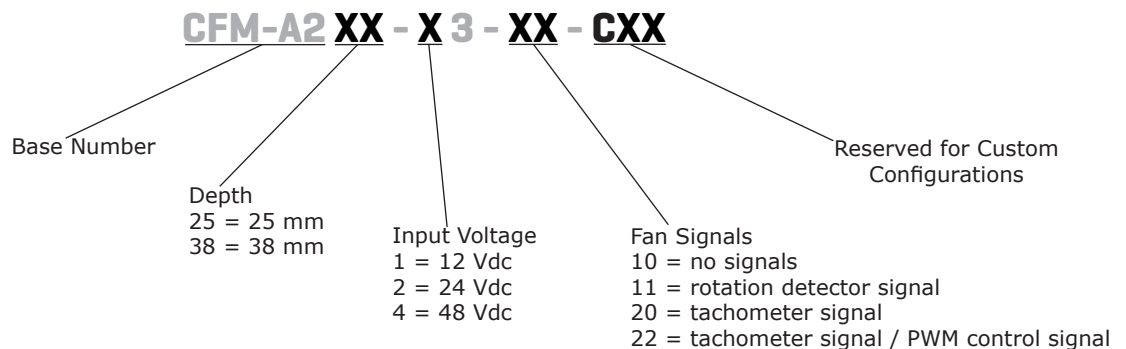 CFM-A2 XX - X 3 - XX - CXX
Base Number
Depth
25 = 25 mm
38 = 38 mm
Input Voltage
1 = 12 Vdc
2 = 24 Vdc
4 = 48 Vdc
Fan Signals
10 = no signals
11 = rotation detector signal
20 = tachometer signal
22 = tachometer signal / PWM control signal
Reserved for Custom
Configurations